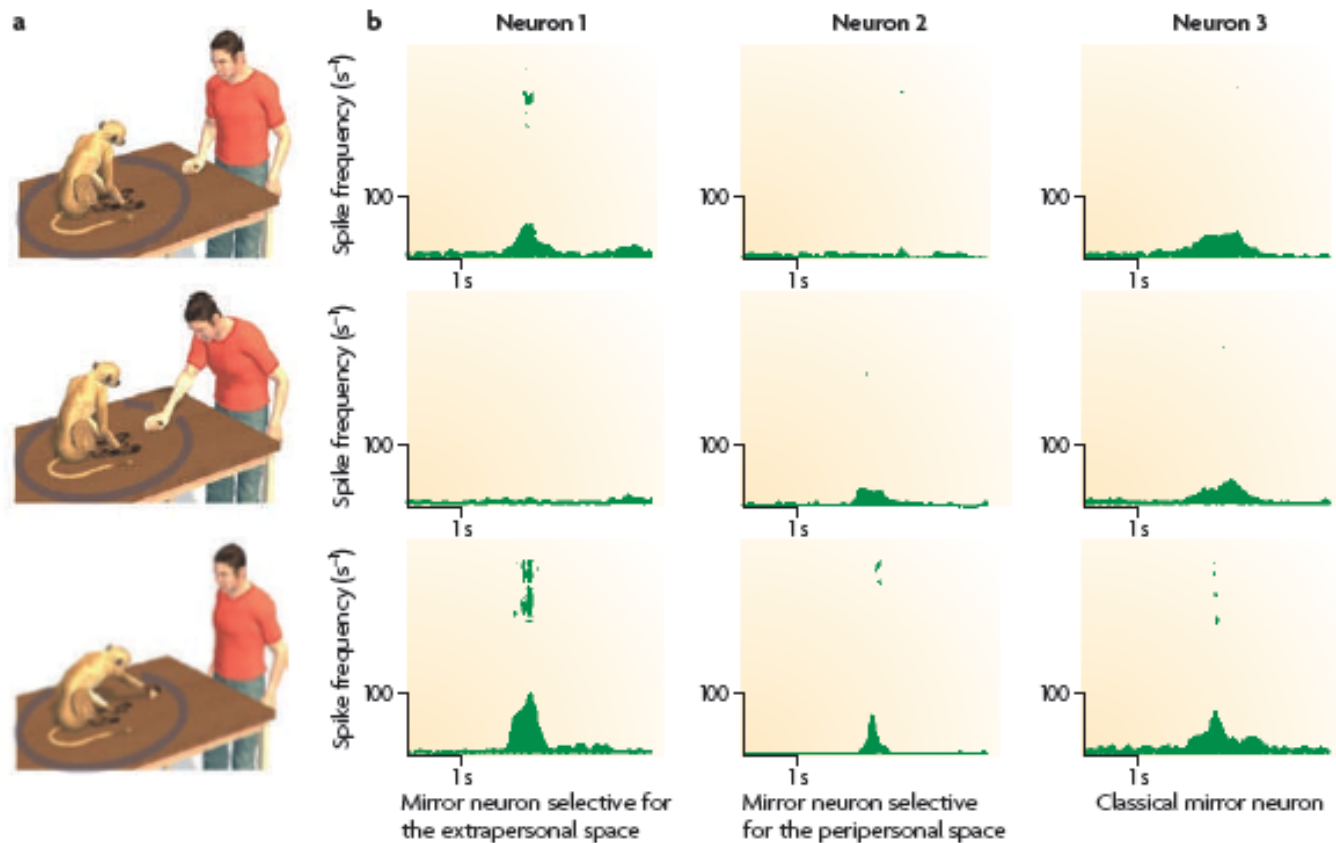 a
b
Neuron 1
Neuron 2
Neuron 3
Spike frequency (s⁻¹)
100
1 s
100
1 s
100
1 s
Spike frequency (s⁻¹)
100
1 s
100
1 s
100
1 s
Spike frequency (s⁻¹)
100
1 s
100
1 s
100
1 s
Mirror neuron selective for
the extrapersonal space
Mirror neuron selective
for the peripersonal space
Classical mirror neuron